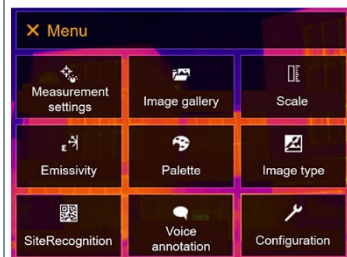 Menu
Measurement
settings
Image gallery
Scale
Emissivity
Palette
Image type
SiteRecognition
Voice
annotation
Configuration